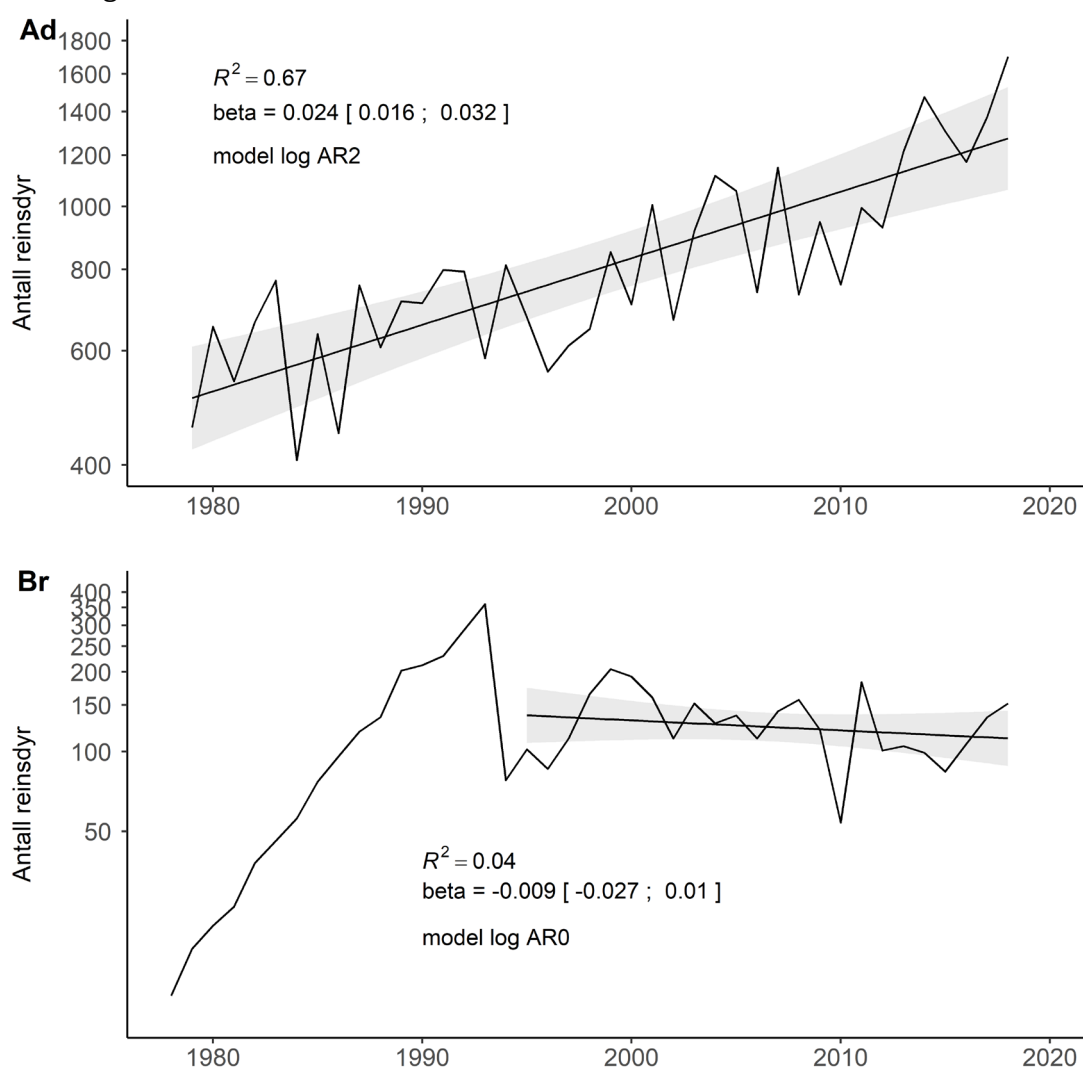 Ad
1800
1600
1400
1200
1000
800
600
400
Antall reinsdyr
R² = 0.67
beta = 0.024 [ 0.016 ; 0.032 ]
model log AR2
1980 1990 2000 2010 2020
Br
400
350
300
250
200
150
100
50
Antall reinsdyr
R² = 0.04
beta = -0.009 [ -0.027 ; 0.01 ]
model log AR0
1980 1990 2000 2010 2020